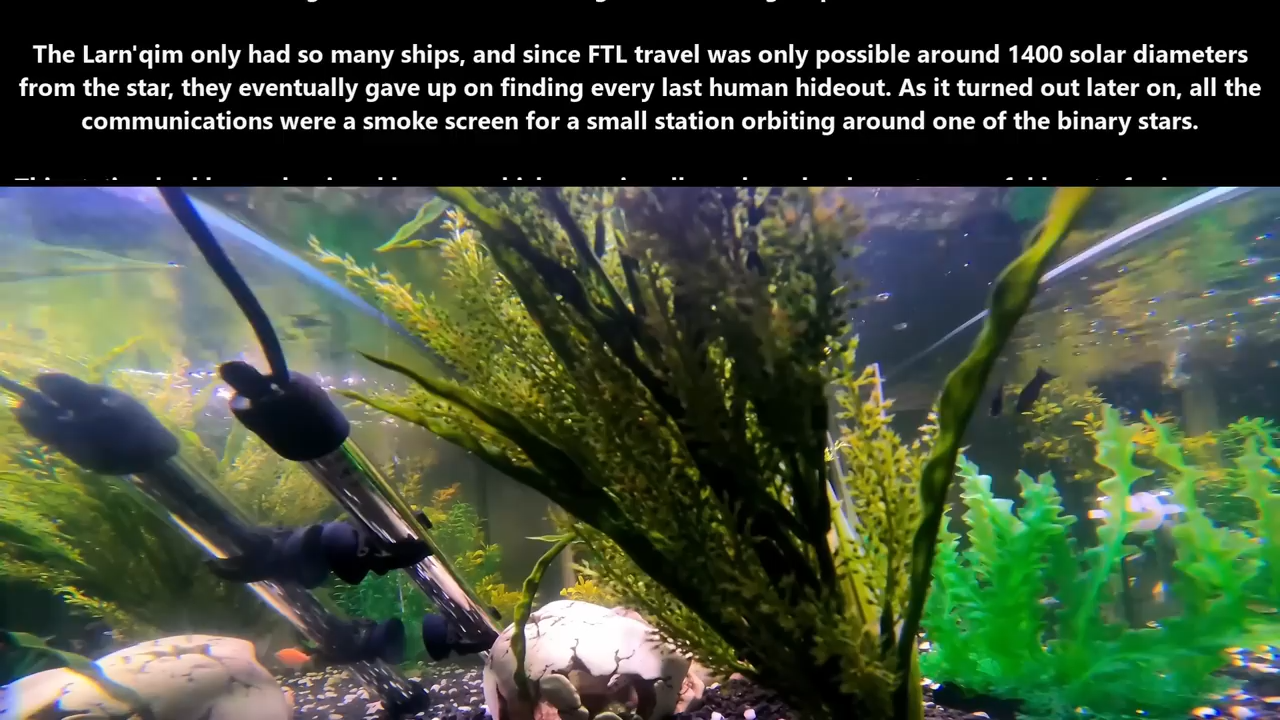 The Larn'qim only had so many ships, and since FTL travel was only possible around 1400 solar diameters
from the star, they eventually gave up on finding every last human hideout. As it turned out later on, all the
communications were a smoke screen for a small station orbiting around one of the binary stars.